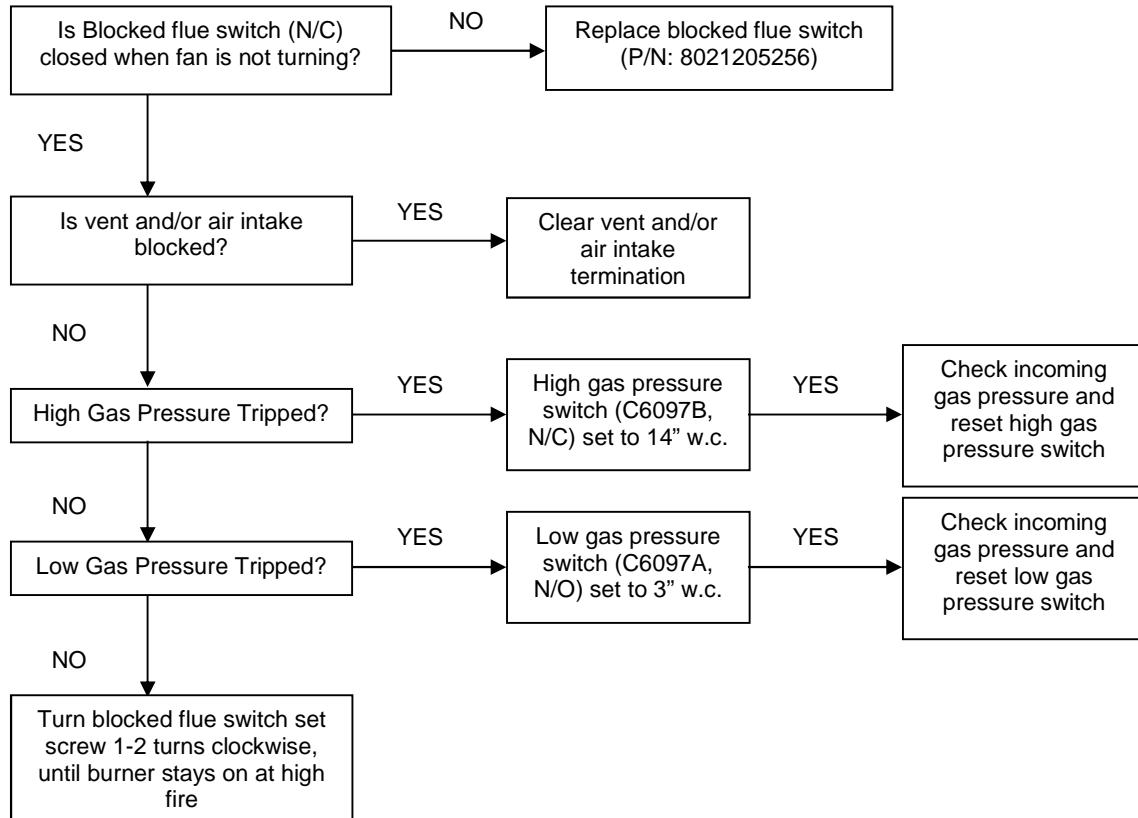 Is Blocked flue switch (N/C)
closed when fan is not turning?
NO
Replace blocked flue switch
(P/N: 8021205256)
YES
Is vent and/or air intake
blocked?
YES
Clear vent and/or
air intake
termination
NO
High Gas Pressure Tripped?
YES
High gas pressure
switch (C6097B,
N/C) set to 14” w.c.
YES
Check incoming
gas pressure and
reset high gas
pressure switch
NO
Low Gas Pressure Tripped?
YES
Low gas pressure
switch (C6097A,
N/O) set to 3” w.c.
YES
Check incoming
gas pressure and
reset low gas
pressure switch
NO
Turn blocked flue switch set
screw 1-2 turns clockwise,
until burner stays on at high
fire